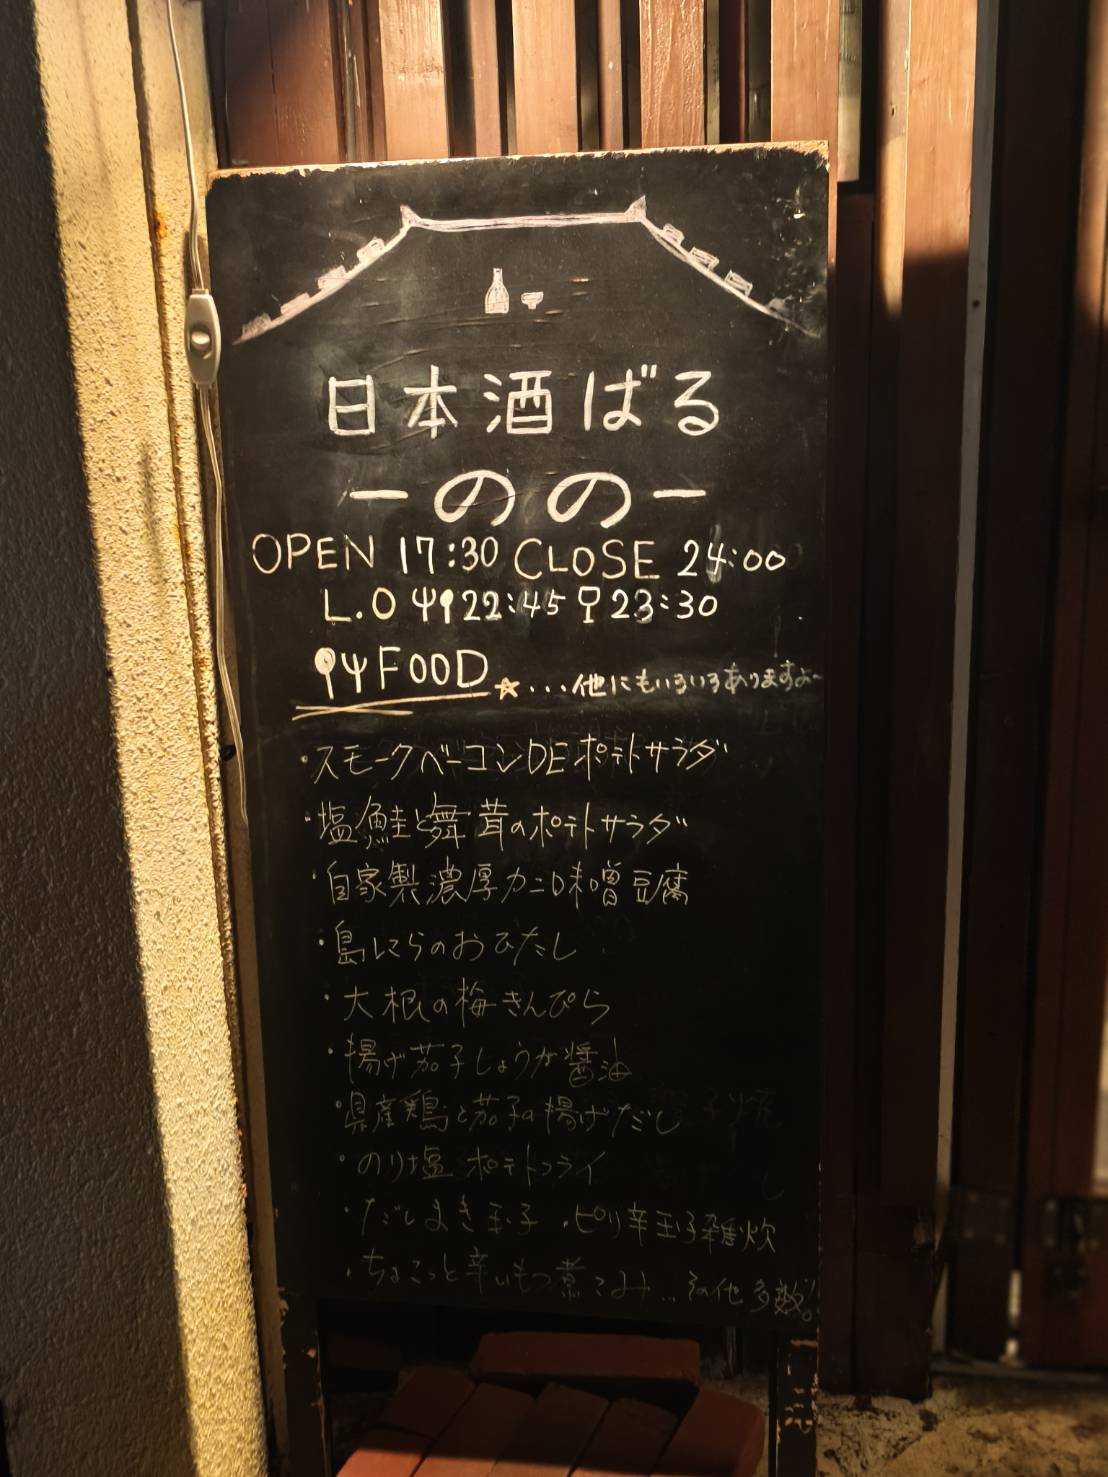 日本酒ばる
-のの-
OPEN 17:30 CLOSE 24:00
L.O 22:45 23:30
FOOD ☆...他にもいろいろありますよ~
・スモークベーコンDEポテトサラダ
・塩鮭と舞茸のポテトサラダ
・自家製濃厚カニ味噌豆腐
・島にらのおひたし
・大根の梅きんぴら
・揚げ茄子しょうが醤油
・県産鶏と茄子の揚げだし
・のり塩ポテトフライ
・だしまき玉子 ・ピリ辛玉子雑炊
・ちょこっと辛いもつ煮こみ...その他多数!!